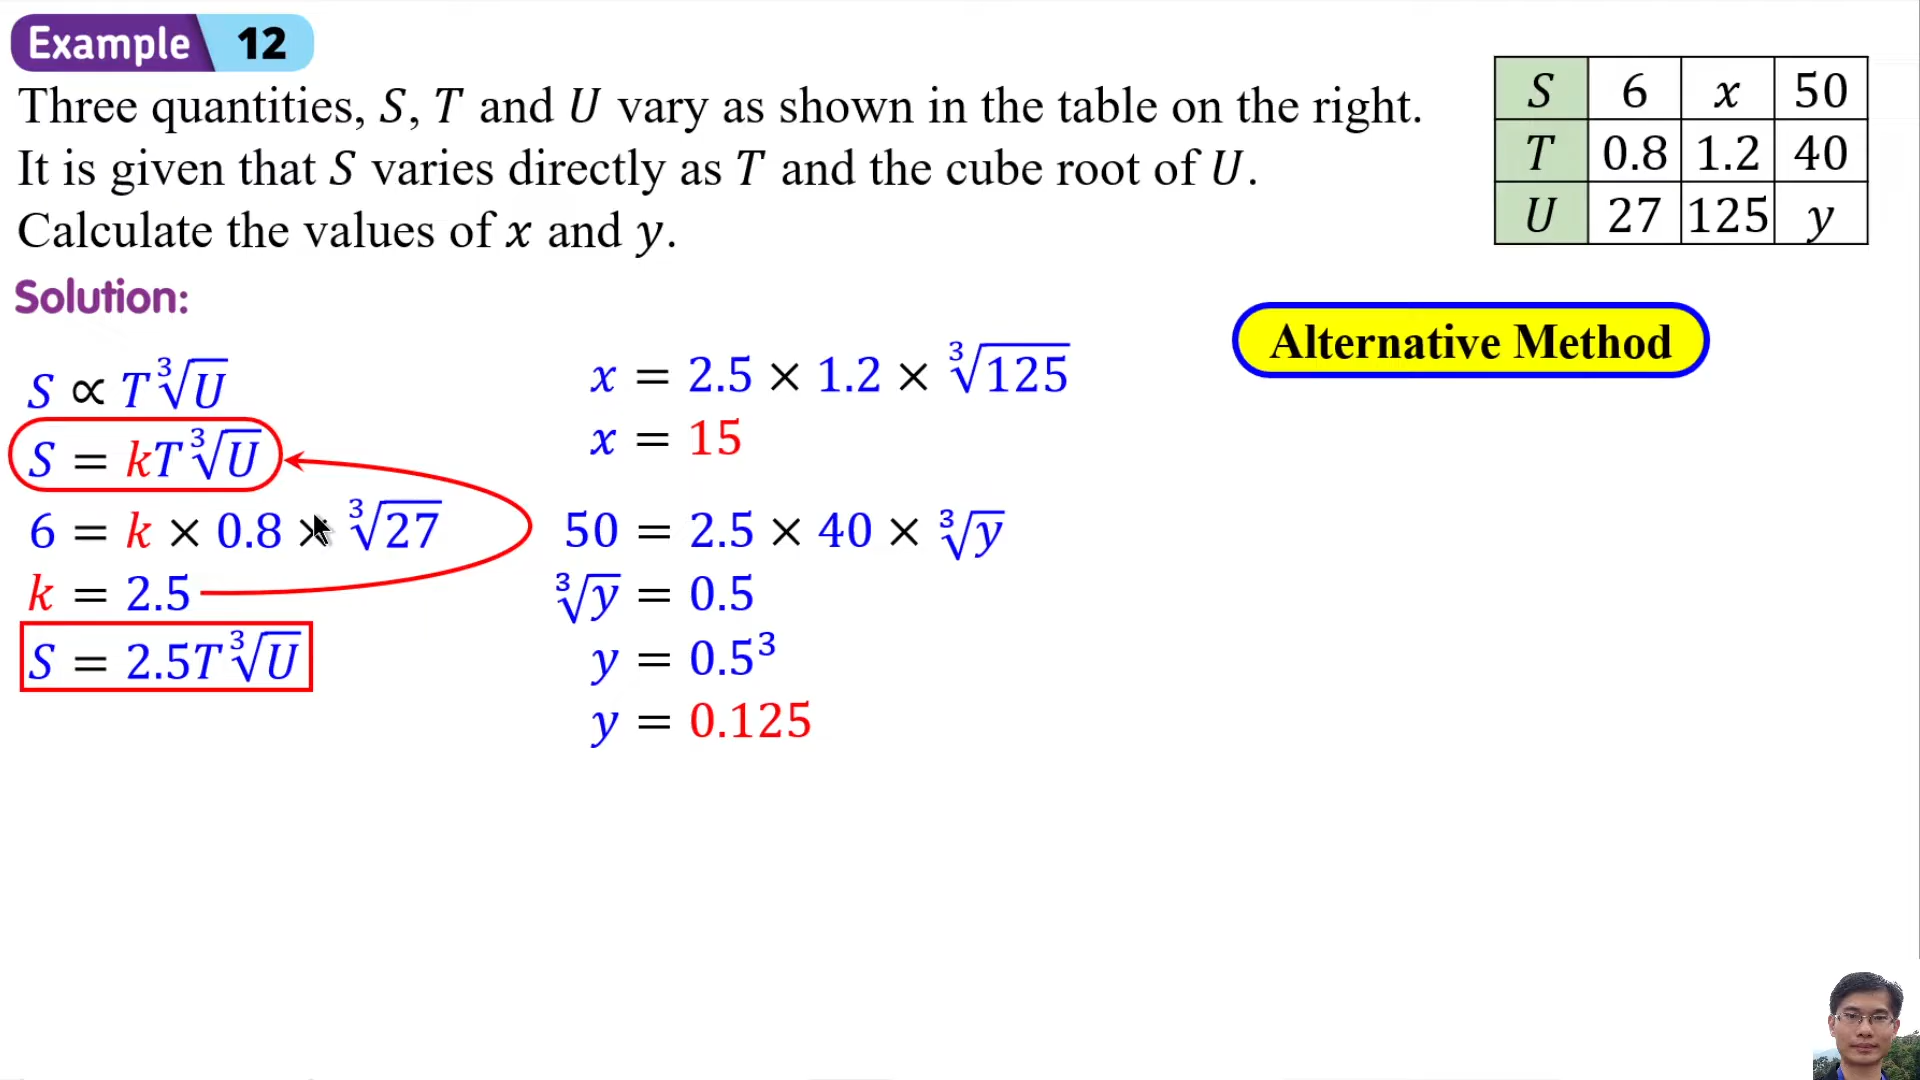 Example 12
Three quantities, S, T and U vary as shown in the table on the right.
It is given that S varies directly as T and the cube root of U.
Calculate the values of x and y.
S 6 x 50
T 0.8 1.2 40
U 27 125 y
Solution:
Alternative Method
S ∝ T∛U
S = kT∛U
6 = k × 0.8 × ∛27
k = 2.5
S = 2.5T∛U
x = 2.5 × 1.2 × ∛125
x = 15
50 = 2.5 × 40 × ∛y
∛y = 0.5
y = 0.5³
y = 0.125